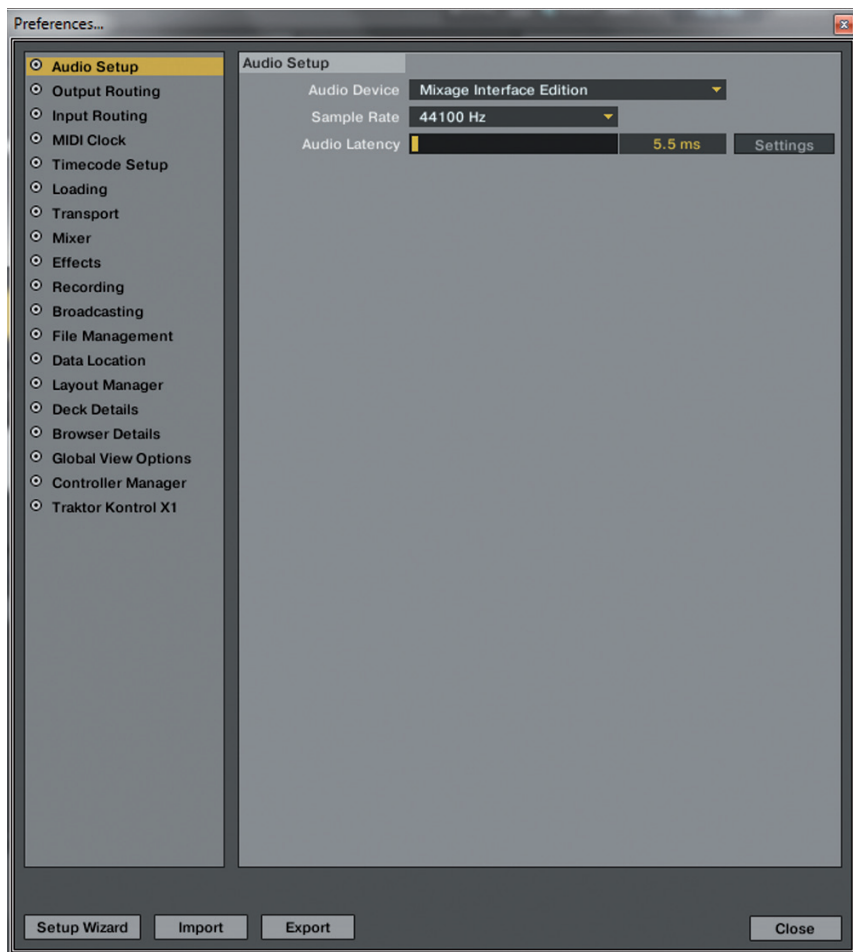 Preferences...
Audio Setup
Output Routing
Input Routing
MIDI Clock
Timecode Setup
Loading
Transport
Mixer
Effects
Recording
Broadcasting
File Management
Data Location
Layout Manager
Deck Details
Browser Details
Global View Options
Controller Manager
Traktor Kontrol X1
Audio Setup
Audio Device Mixage Interface Edition
Sample Rate 44100 Hz
Audio Latency 5.5 ms Settings
Setup Wizard Import Export Close